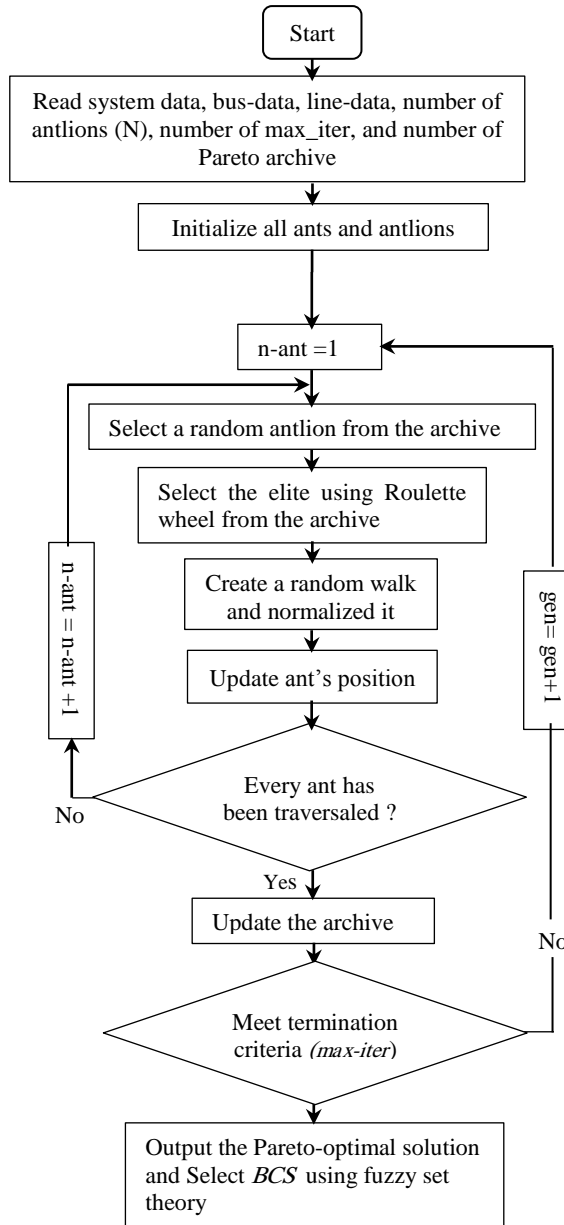 Start
Read system data, bus-data, line-data, number of
antlions (N), number of max_iter, and number of
Pareto archive
Initialize all ants and antlions
n-ant =1
Select a random antlion from the archive
Select the elite using Roulette
wheel from the archive
Create a random walk
and normalized it
n-ant = n-ant +1
gen= gen+1
Update ant's position
Every ant has
been traversaled ?
No
Yes
Update the archive
No
Meet termination
criteria (max-iter)
Output the Pareto-optimal solution
and Select BCS using fuzzy set
theory